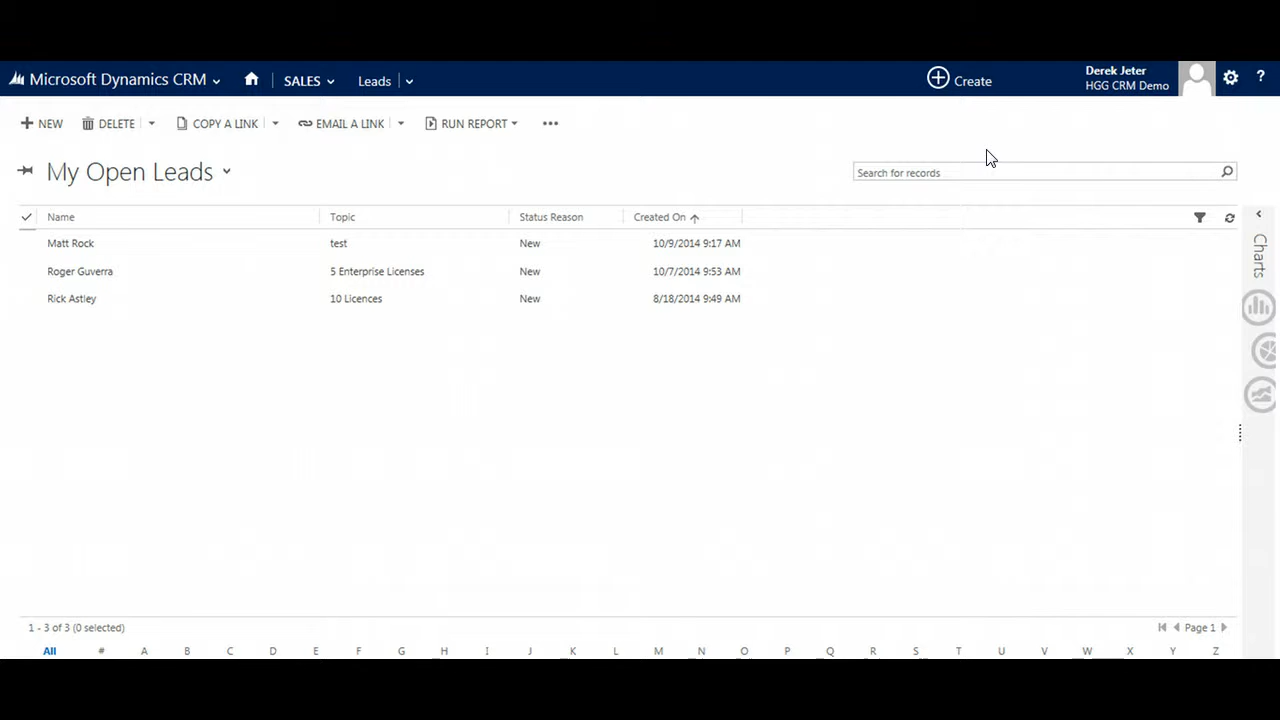 Microsoft Dynamics CRM SALES Leads Create Derek Jeter
HGG CRM Demo ?
NEW DELETE COPY A LINK EMAIL A LINK RUN REPORT
My Open Leads Search for records
Name Topic Status Reason Created On
Matt Rock test New 10/9/2014 9:17 AM
Roger Guverra 5 Enterprise Licenses New 10/7/2014 9:53 AM
Rick Astley 10 Licences New 8/18/2014 9:49 AM
Charts
1 - 3 of 3 (0 selected) Page 1
All # A B C D E F G H I J K L M N O P Q R S T U V W X Y Z